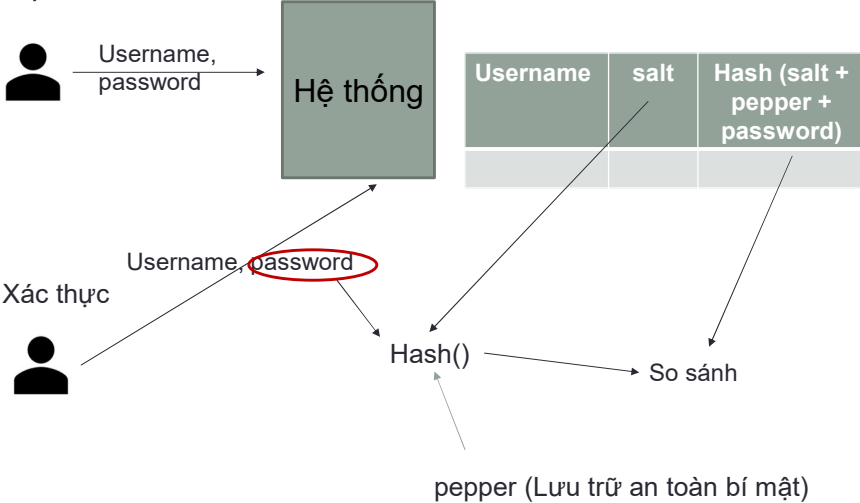 Username,
password
Hệ thống
Username
salt
Hash (salt +
pepper +
password)
Username, password
Xác thực
Hash()
So sánh
pepper (Lưu trữ an toàn bí mật)